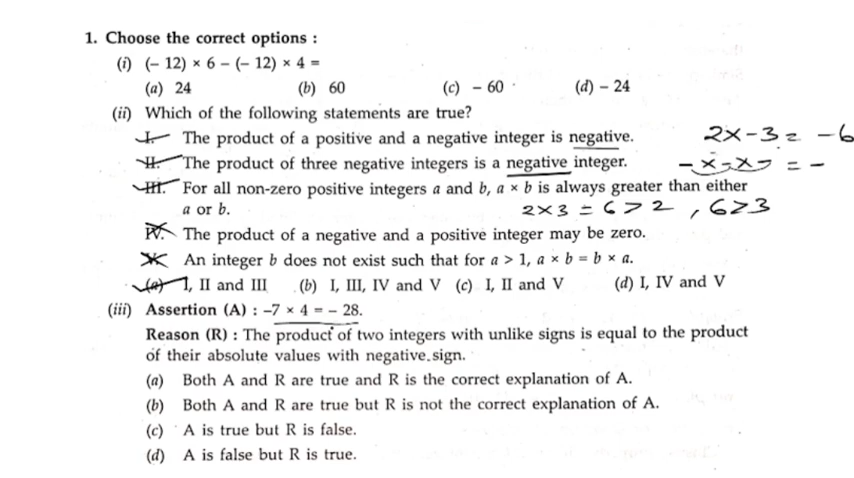 1. Choose the correct options :
(i) (– 12) × 6 – (– 12) × 4 =
(a) 24 (b) 60 (c) – 60 (d) – 24
(ii) Which of the following statements are true?
I. The product of a positive and a negative integer is negative. 2x-3= -6
II. The product of three negative integers is a negative integer. -x-x- = -
III. For all non-zero positive integers a and b, a × b is always greater than either
a or b. 2x3 = 6 > 2 , 6>3
IV. The product of a negative and a positive integer may be zero.
An integer b does not exist such that for a > 1, a × b = b × a.
(a) I, II and III (b) I, III, IV and V (c) I, II and V (d) I, IV and V
(iii) Assertion (A) : –7 × 4 = – 28.
Reason (R) : The product of two integers with unlike signs is equal to the product
of their absolute values with negative sign.
(a) Both A and R are true and R is the correct explanation of A.
(b) Both A and R are true but R is not the correct explanation of A.
(c) A is true but R is false.
(d) A is false but R is true.